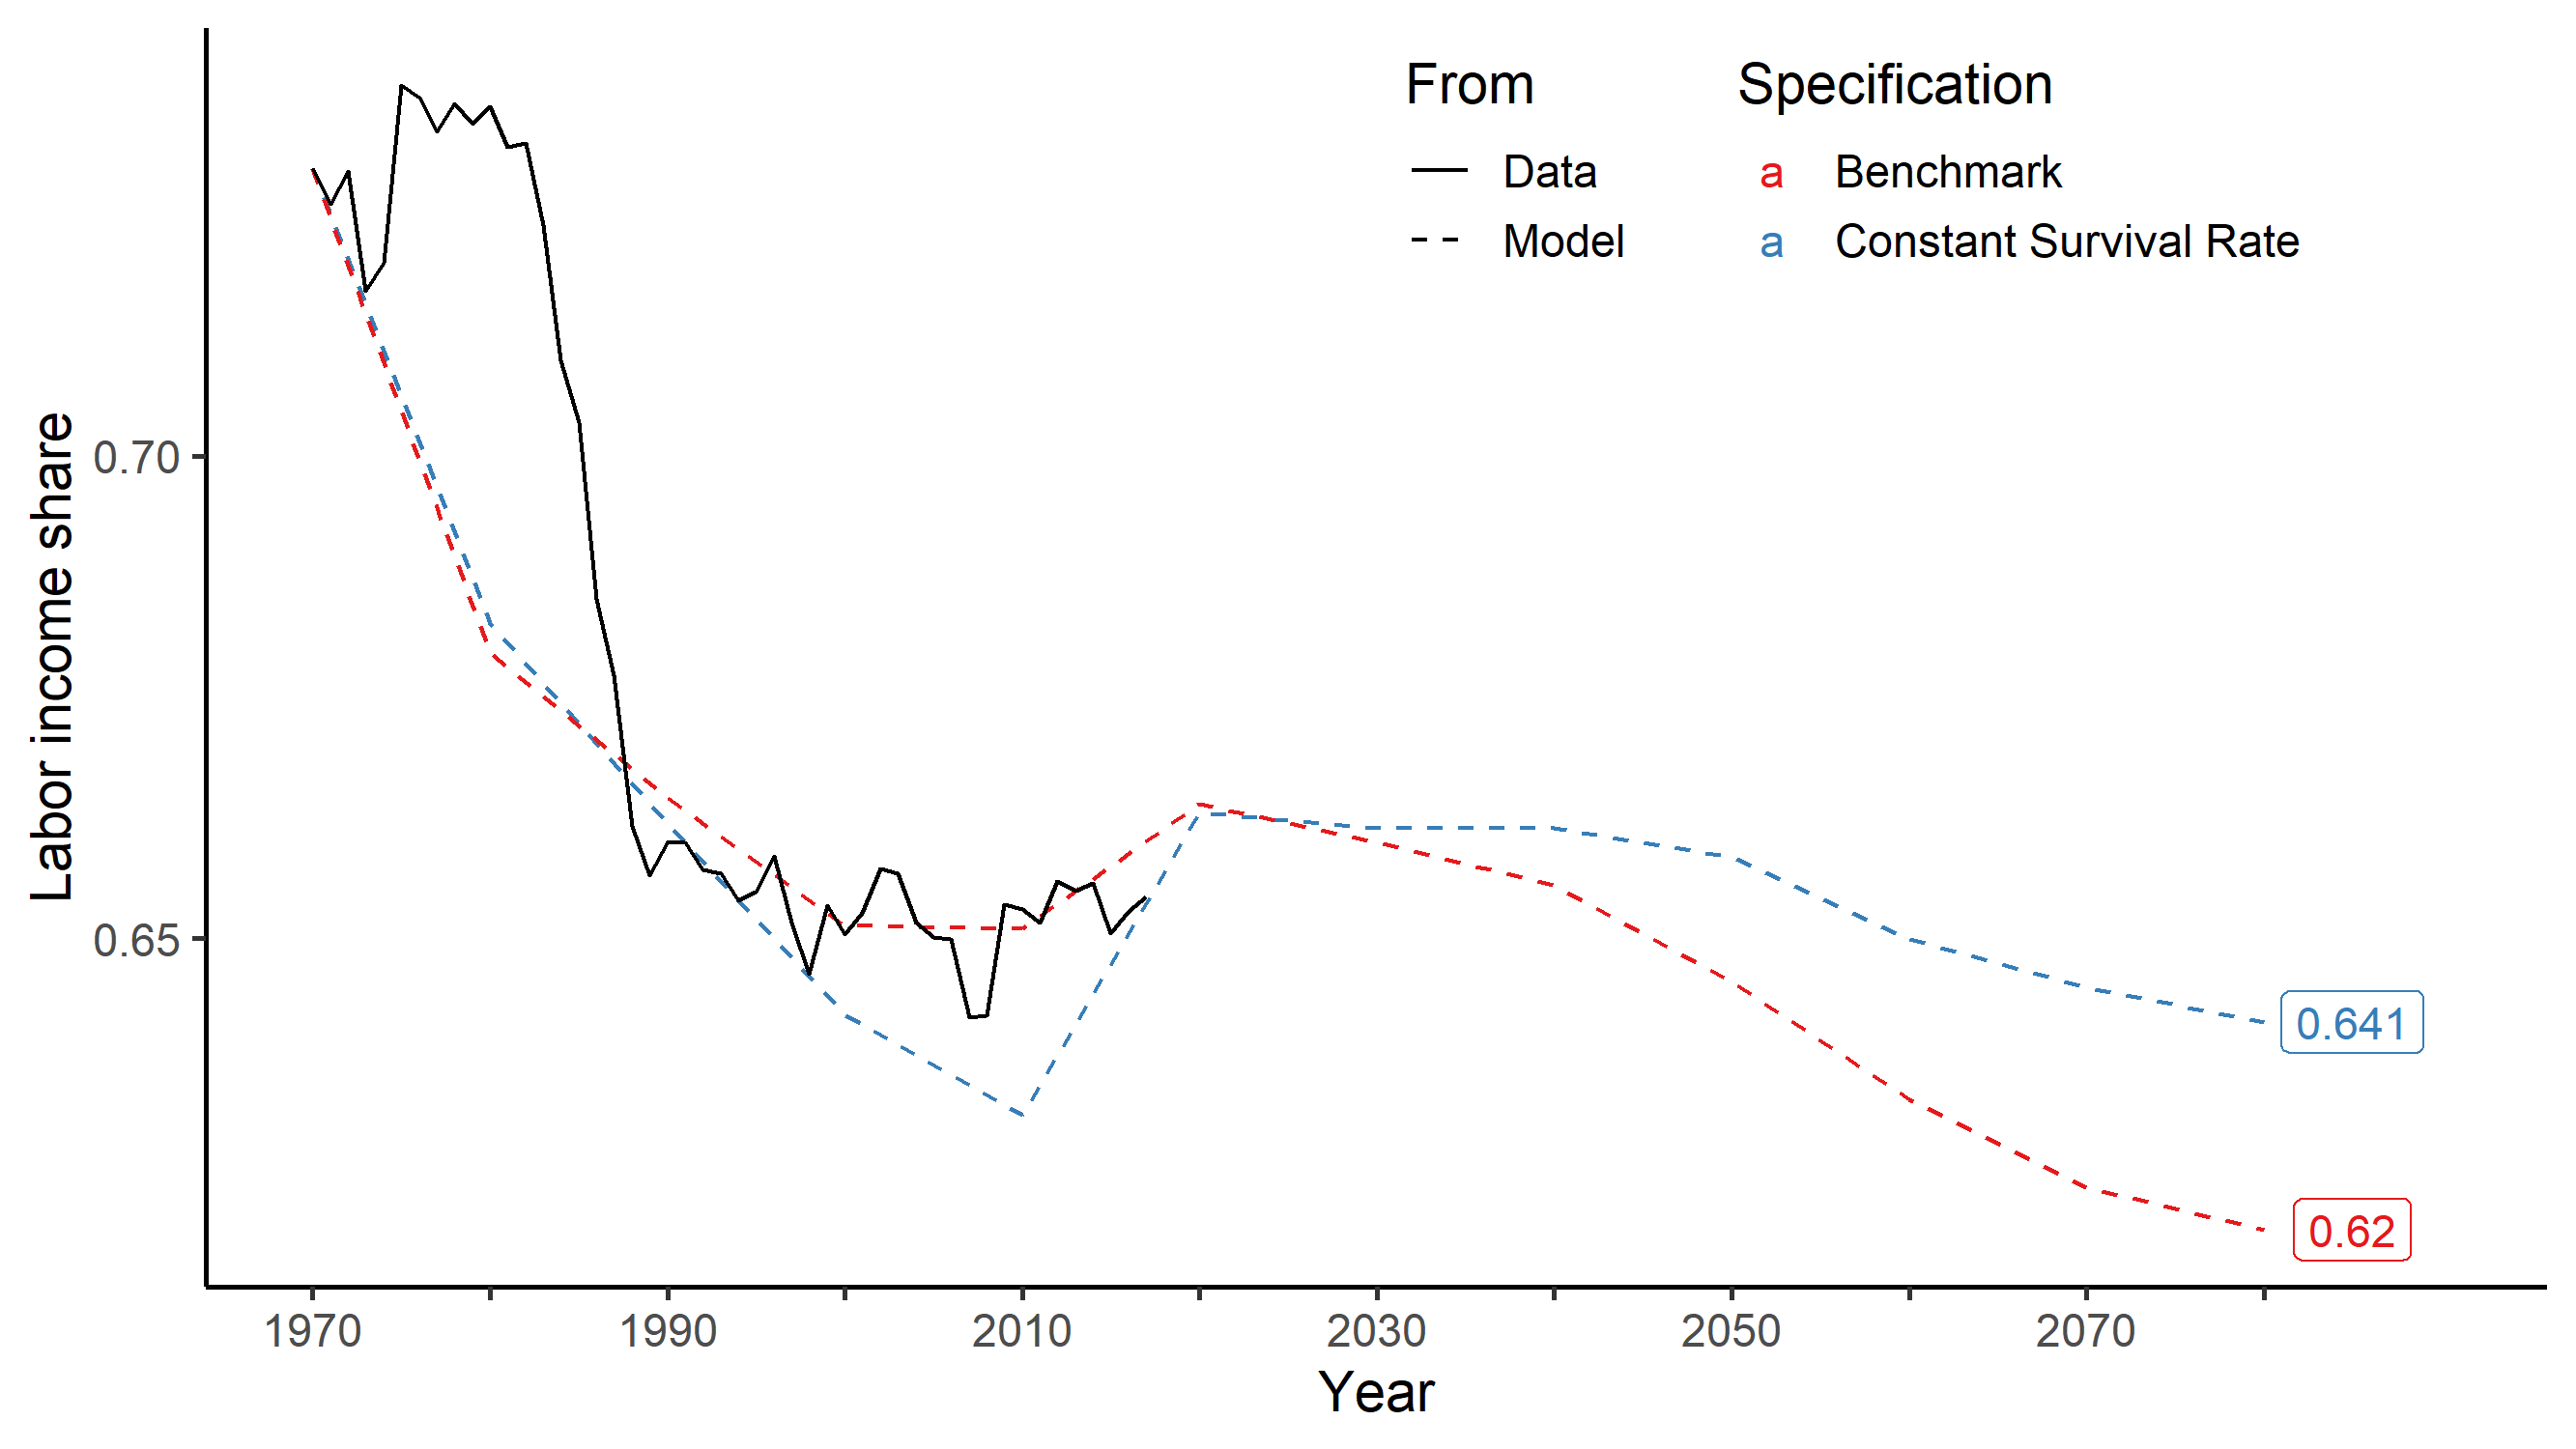 From
Specification
Data
a Benchmark
Model
a Constant Survival Rate
Labor income share
0.70
0.65
0.641
0.62
1970 1990 2010 2030 2050 2070
Year